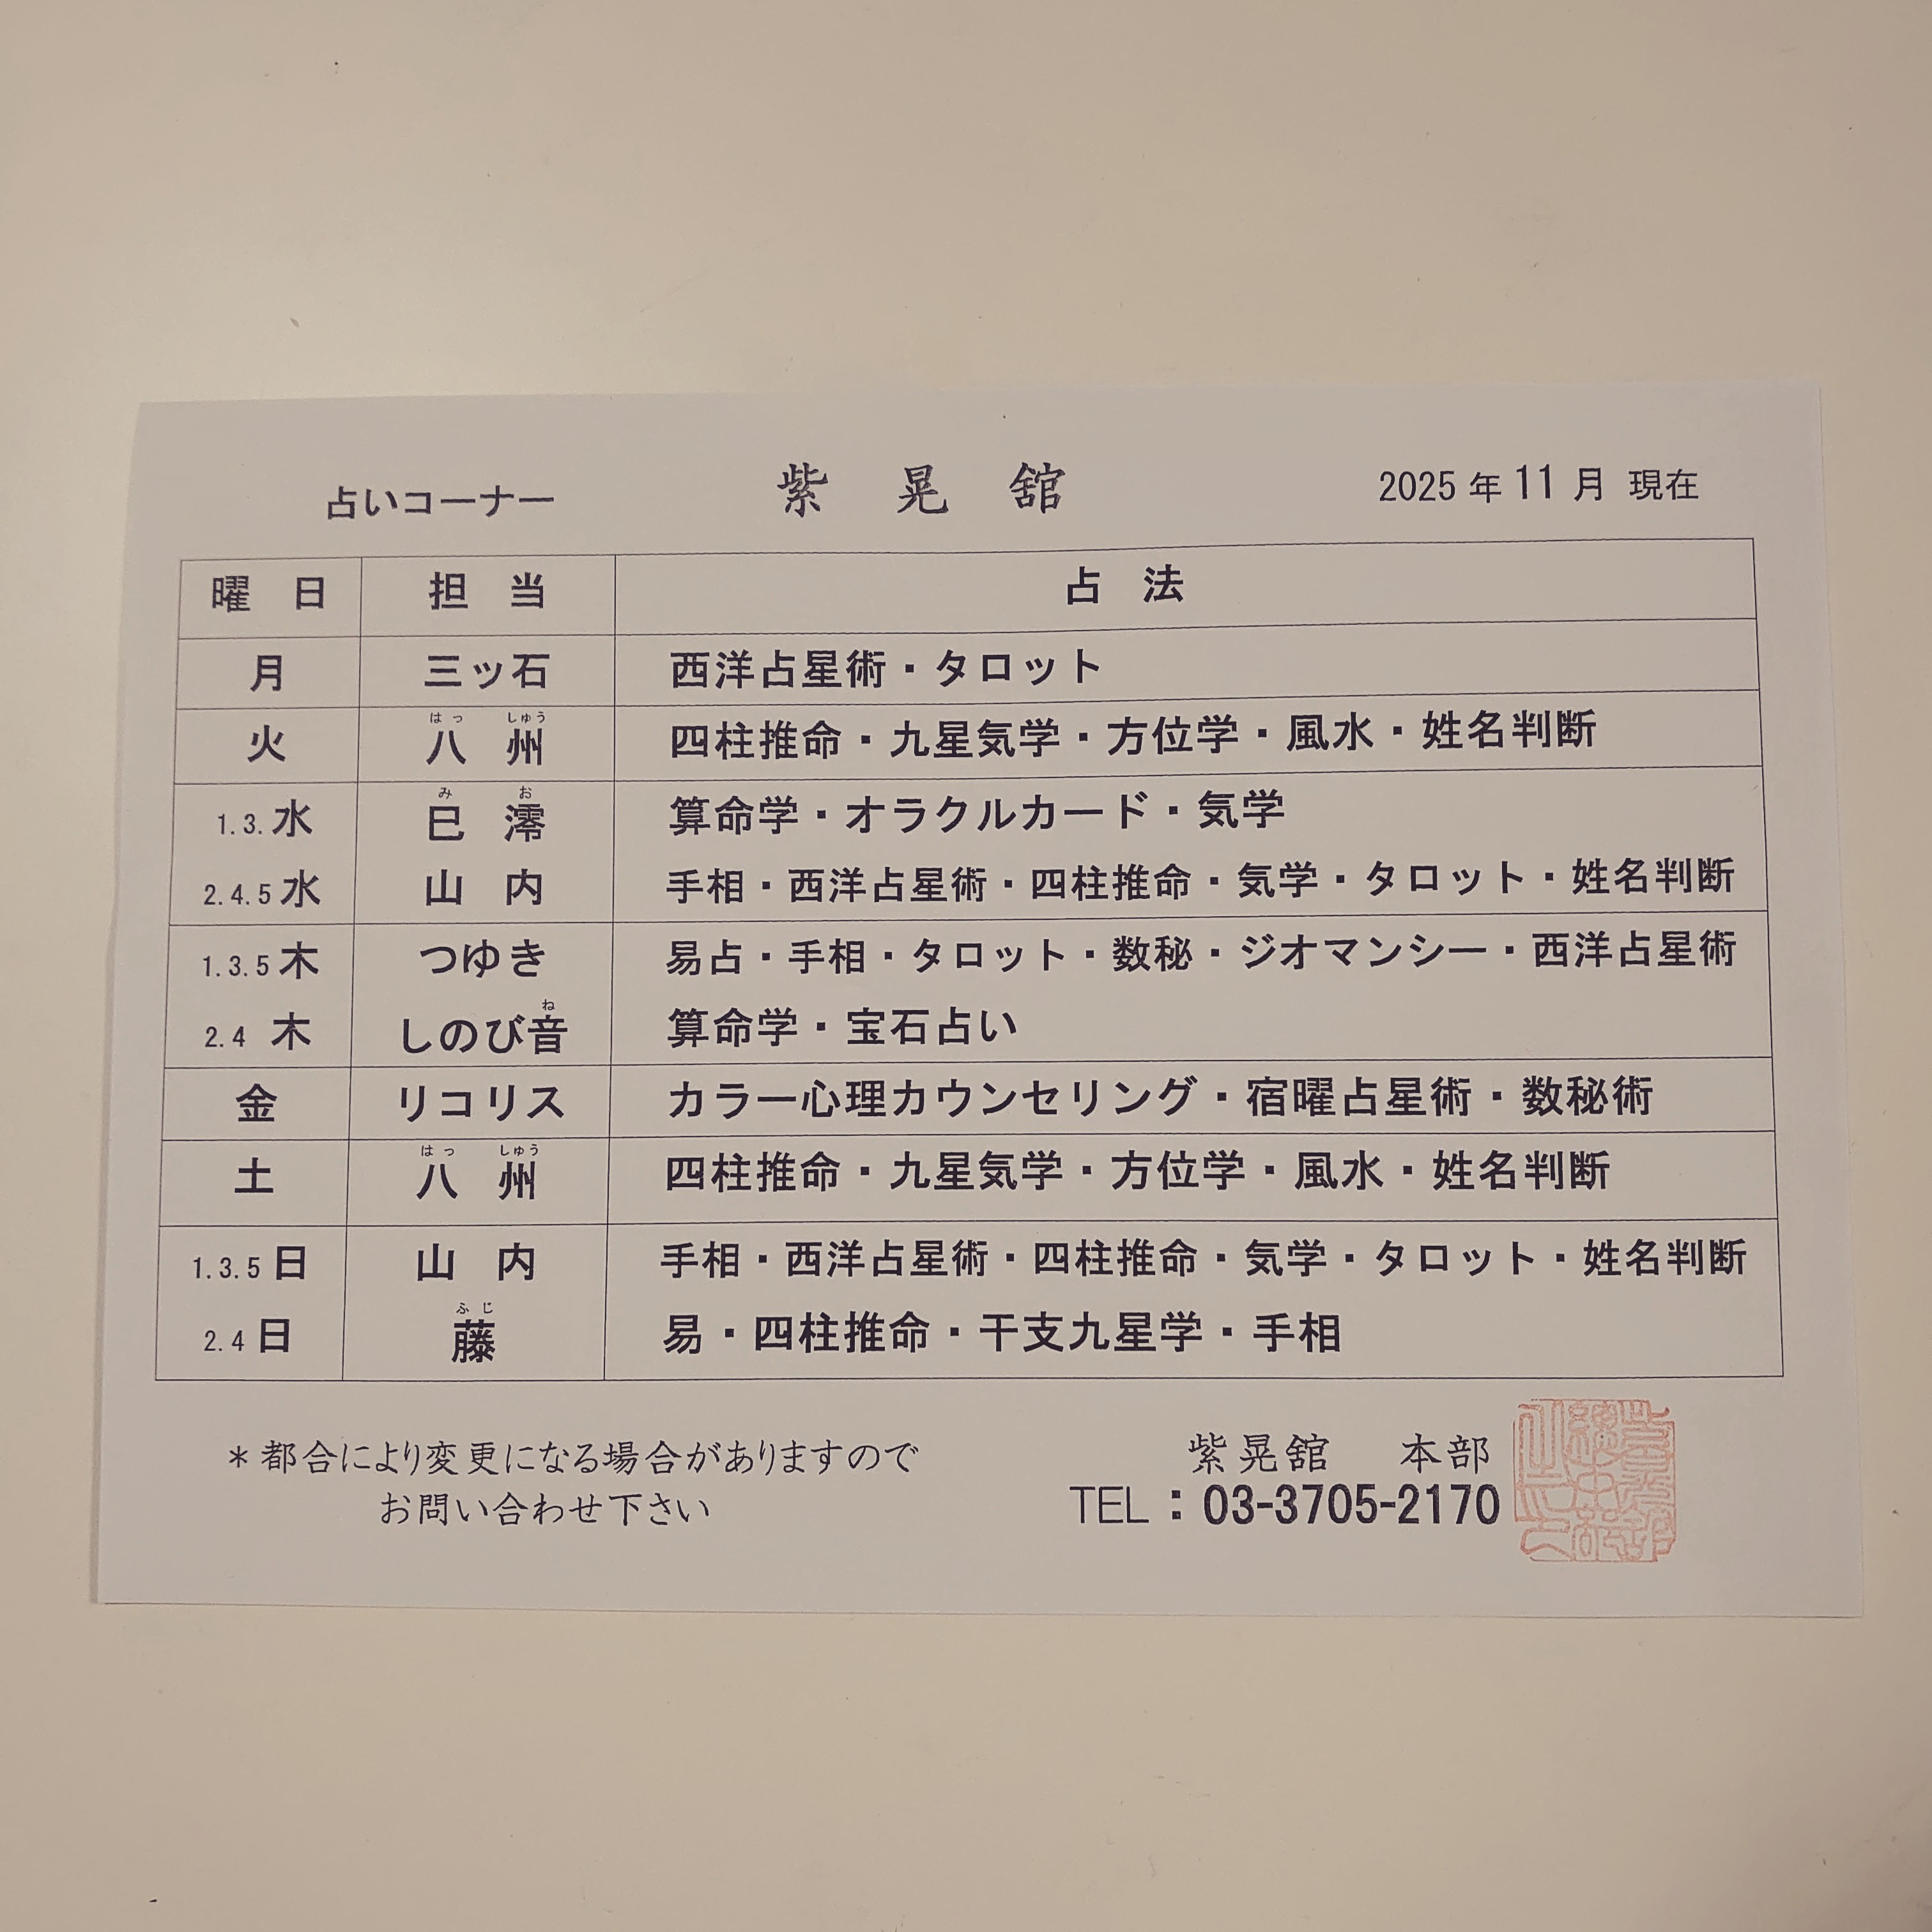 占いコーナー 紫晃舘 2025年11月 現在
曜日 担当 占法
月 三ッ石 西洋占星術・タロット
はっ しゅう
火 八州 四柱推命・九星気学・方位学・風水・姓名判断
み お
1.3.水 巳澪 算命学・オラクルカード・気学
2.4.5水 山内 手相・西洋占星術・四柱推命・気学・タロット・姓名判断
1.3.5木 つゆき 易占・手相・タロット・数秘・ジオマンシー・西洋占星術
ね
2.4 木 しのび音 算命学・宝石占い
金 リコリス カラー心理カウンセリング・宿曜占星術・数秘術
はっ しゅう
土 八州 四柱推命・九星気学・方位学・風水・姓名判断
1.3.5日 山内 手相・西洋占星術・四柱推命・気学・タロット・姓名判断
ふじ
2.4日 藤 易・四柱推命・干支九星学・手相
＊都合により変更になる場合がありますので
お問い合わせ下さい
紫晃舘 本部
TEL：03-3705-2170